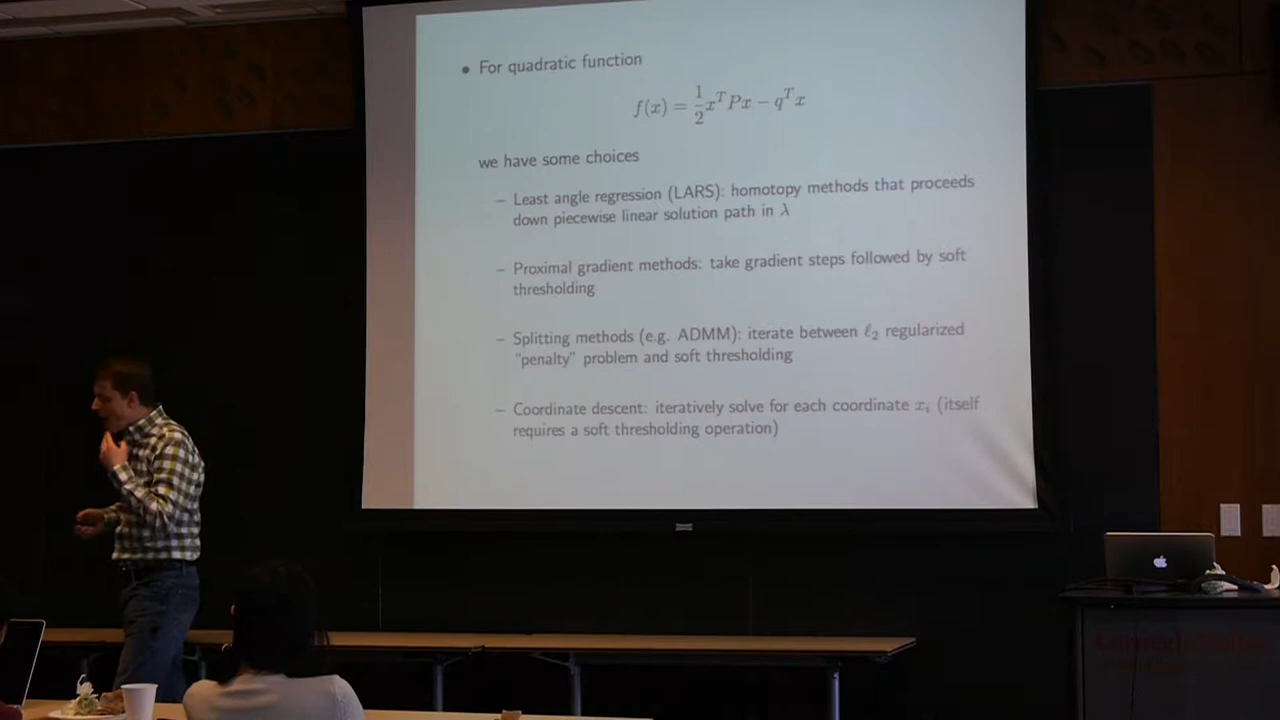 • For quadratic function
f(x) = 1/2 x^T Px − q^T x
we have some choices
– Least angle regression (LARS): homotopy methods that proceeds
down piecewise linear solution path in λ
– Proximal gradient methods: take gradient steps followed by soft
thresholding
– Splitting methods (e.g. ADMM): iterate between ℓ₂ regularized
"penalty" problem and soft thresholding
– Coordinate descent: iteratively solve for each coordinate xᵢ (itself
requires a soft thresholding operation)